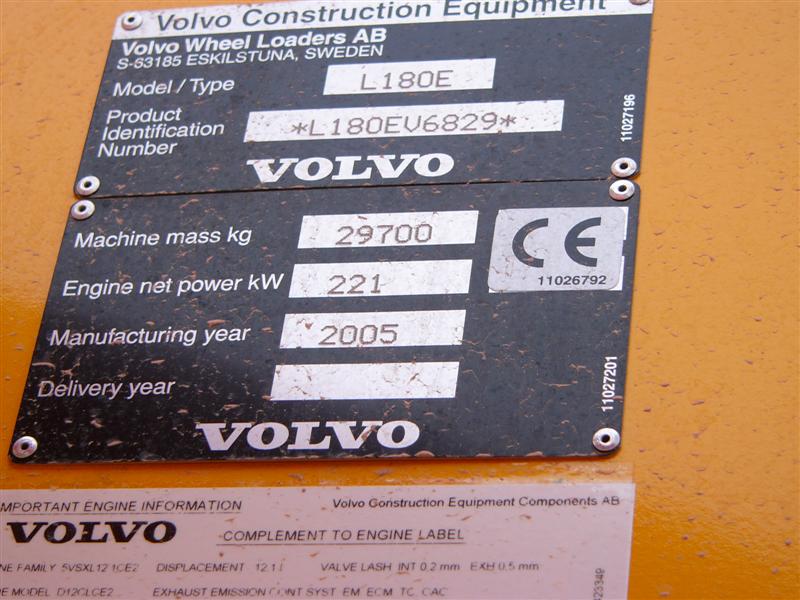 Volvo Construction Equipment
Volvo Wheel Loaders AB
S-63185 ESKILSTUNA, SWEDEN
Model / Type L180E
Product
Identification *L180EV6829*
Number
11027196
VOLVO
Machine mass kg 29700
CE
11026792
Engine net power kW 221
Manufacturing year 2005
Delivery year
11027201
VOLVO
IMPORTANT ENGINE INFORMATION Volvo Construction Equipment Components AB
VOLVO COMPLEMENT TO ENGINE LABEL
NE FAMILY 5VSXL12.1CE2 DISPLACEMENT 12.1 l VALVE LASH INT 0.2 mm EXH 0.5 mm
E MODEL D12CLCE2 EXHAUST EMISSION CONT SYST EM, ECM, TC, CAC
23349